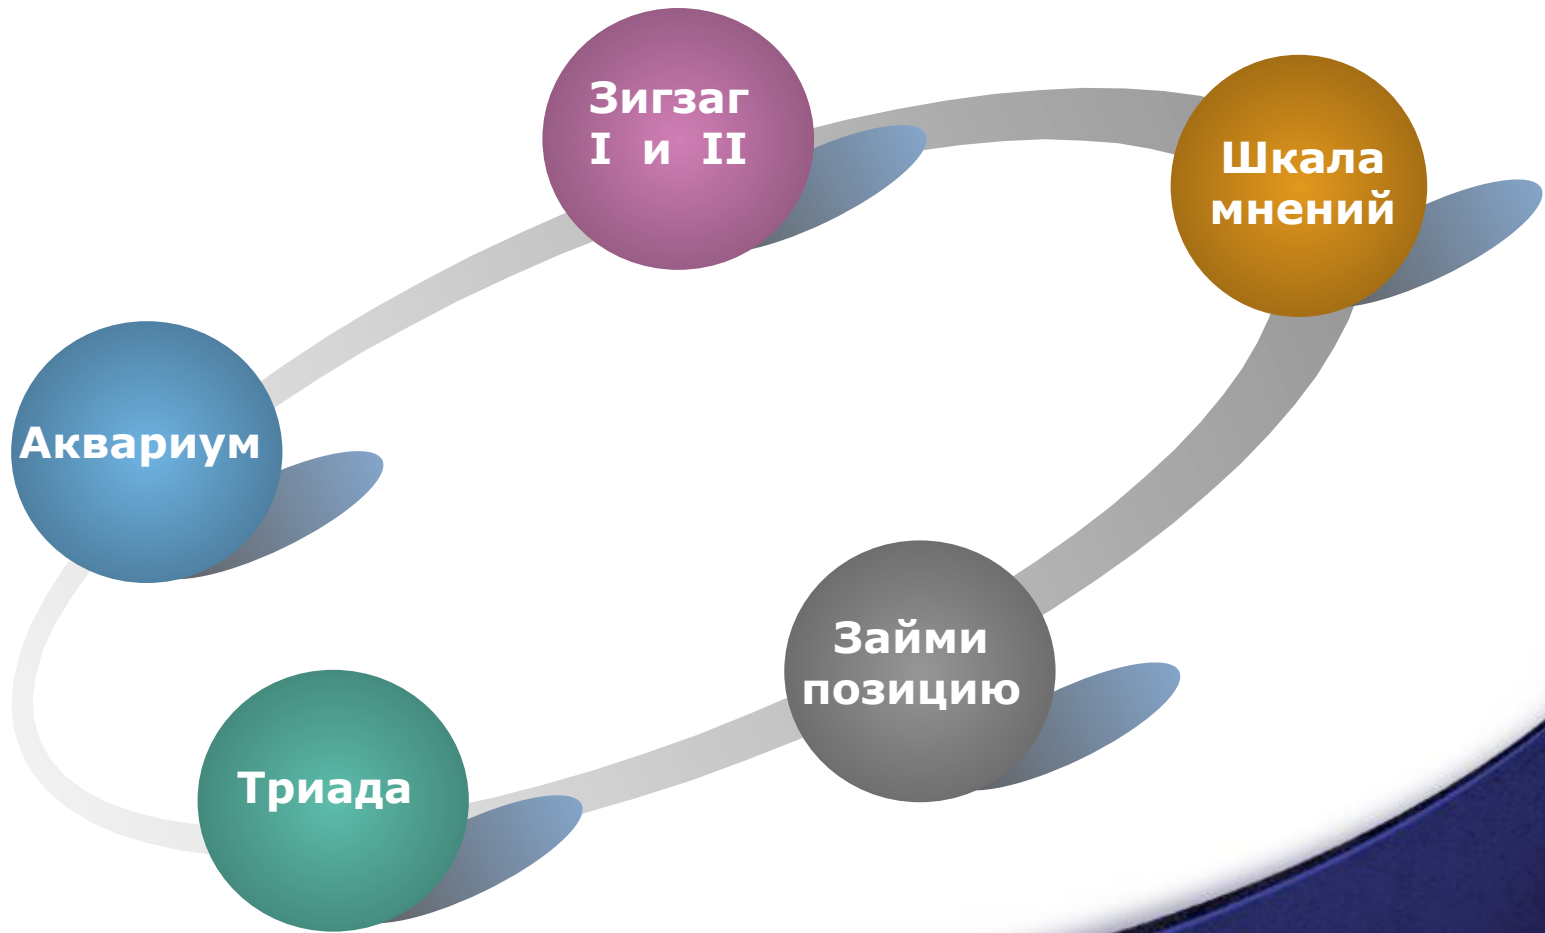 Зигзаг
I и II
Шкала
мнений
Аквариум
Займи
позицию
Триада